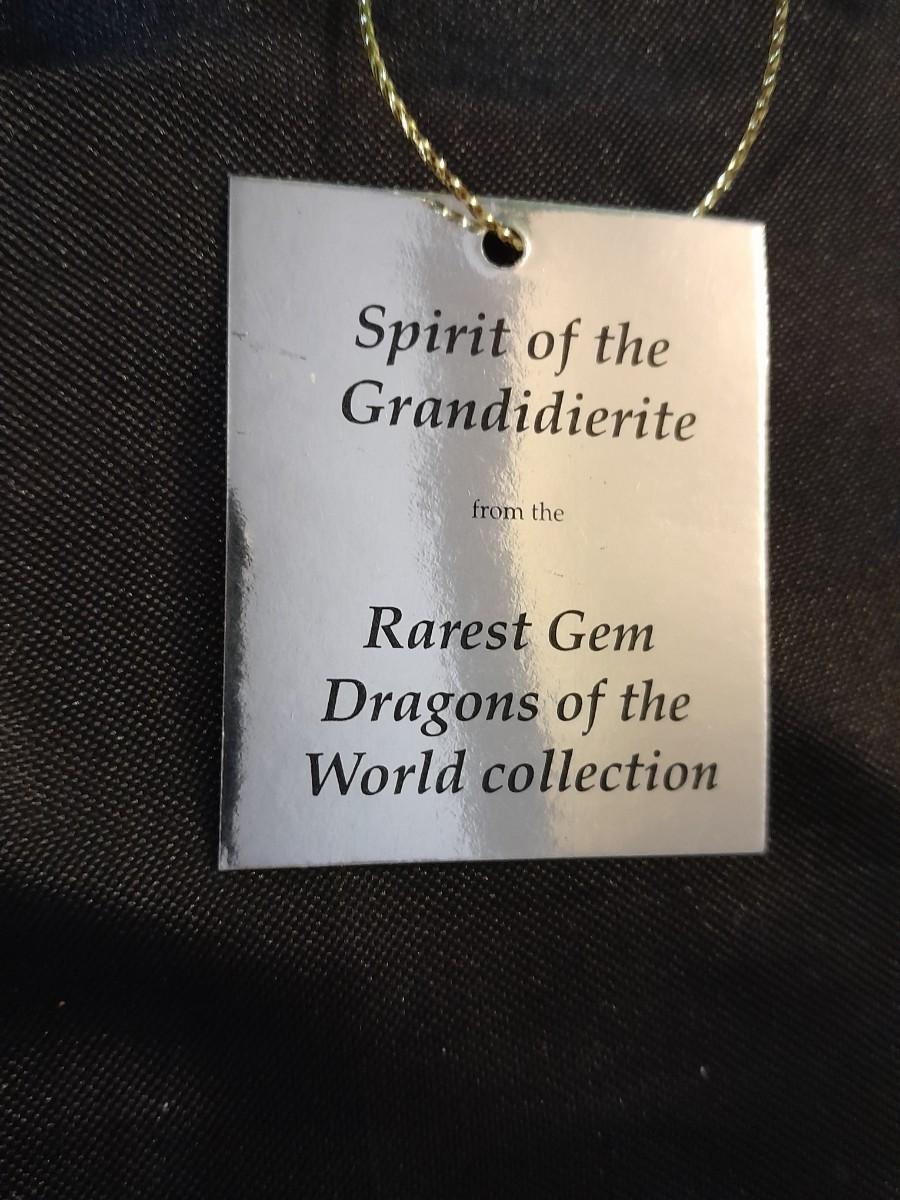 Spirit of the
Grandidierite
from the
Rarest Gem
Dragons of the
World collection